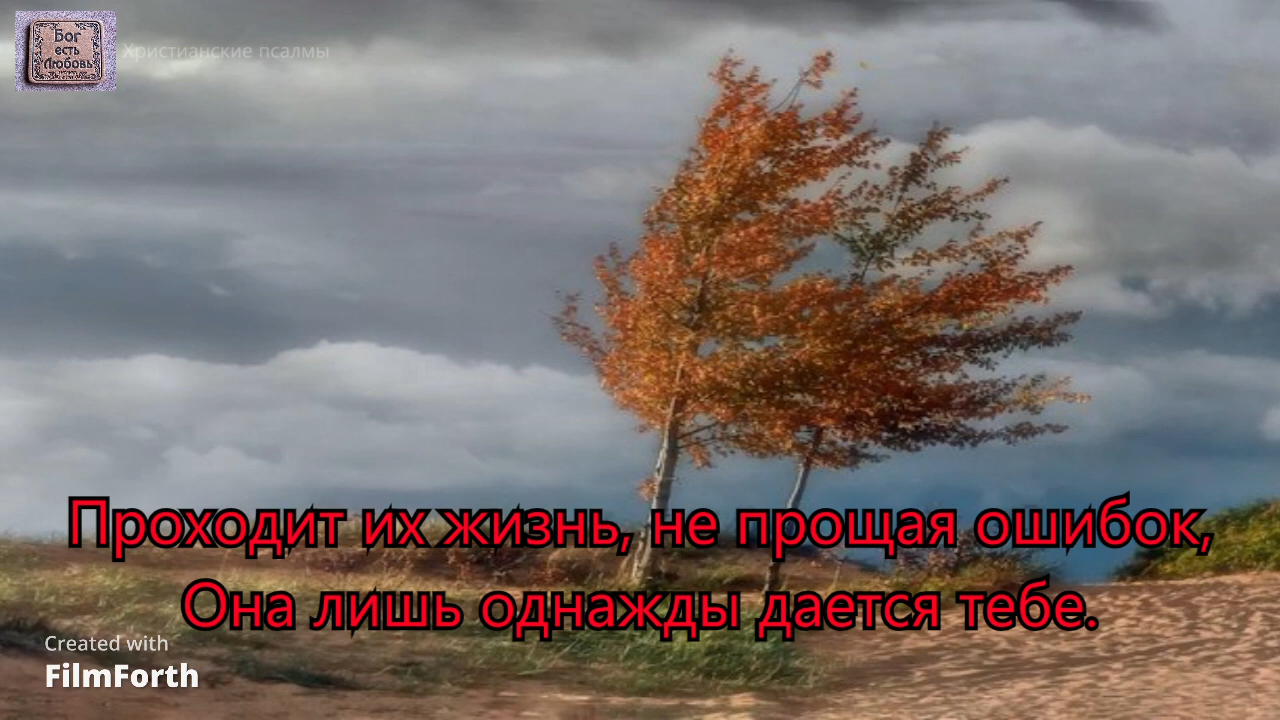 Бог
есть
Любовь
Христианские псалмы
Проходит их жизнь, не прощая ошибок,
Она лишь однажды дается тебе.
Created with
FilmForth